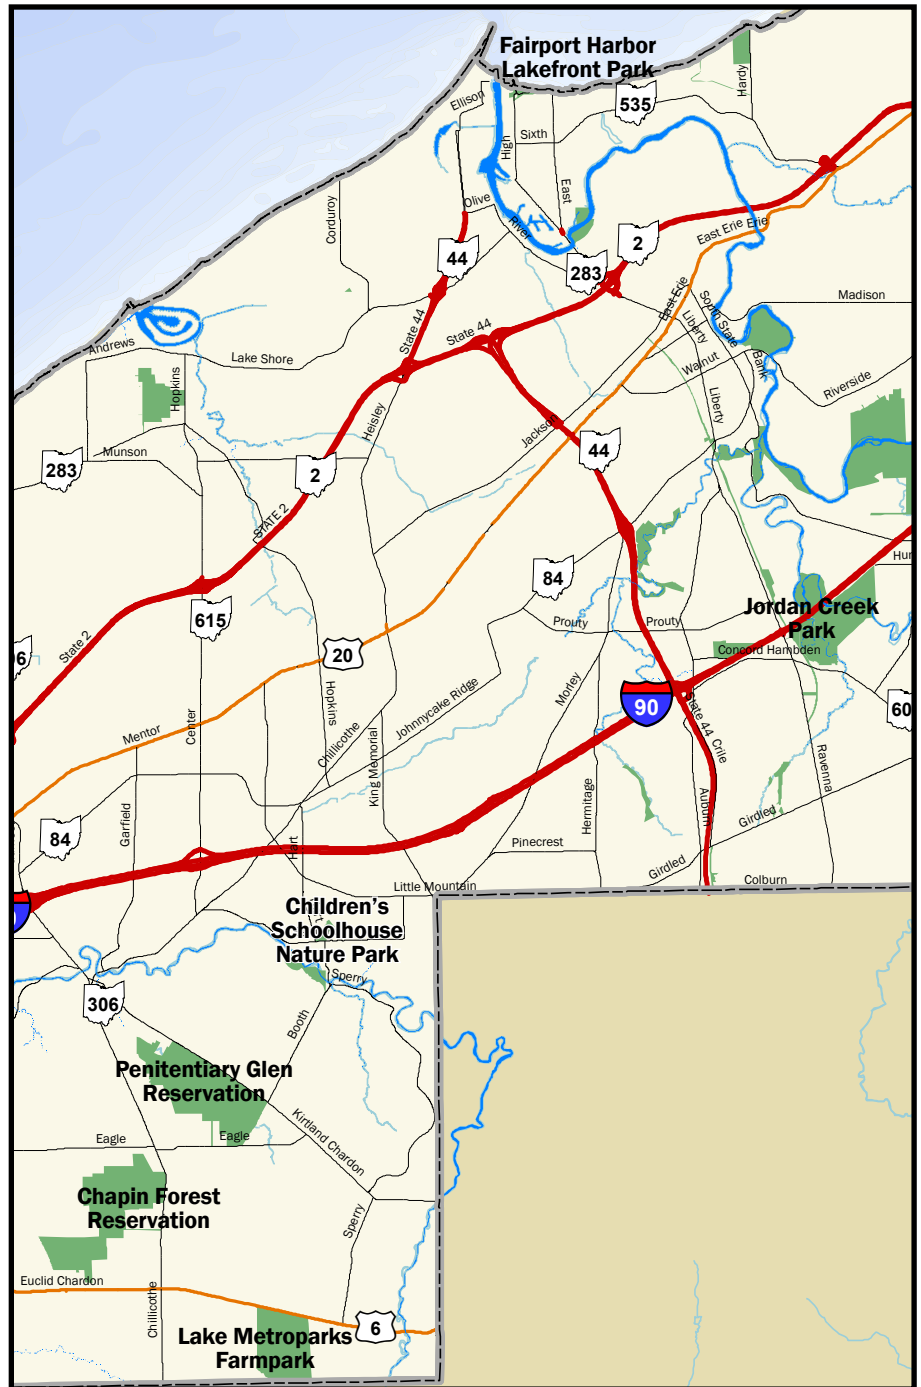 Fairport Harbor
Lakefront Park
Hardy
Ellison
535
High
Sixth
East
Corduroy
Olive
River
44
2
283
East Erie
Erie
East Erie
South State
Liberty
Madison
State 44
State 44
Andrews
Lake Shore
Hopkins
Walnut
Bank
Riverside
Liberty
Heisley
Jackson
44
Munson
283
2
STATE 2
84
615
Jordan Creek
Park
Prouty
Prouty
Concord Hambden
State 2
20
Hopkins
Morley
90
60
Johnnycake Ridge
State 44
Crile
Mentor
Center
Chillicothe
King Memorial
Ravenna
Garfield
Hermitage
Auburn
Girdled
84
Hart
Pinecrest
Girdled
Little Mountain
Colburn
Children's
Schoolhouse
Nature Park
Sperry
306
Booth
Penitentiary Glen
Reservation
Kirtland Chardon
Eagle
Eagle
Chapin Forest
Reservation
Sperry
Euclid Chardon
Chillicothe
6
Lake Metroparks
Farmpark